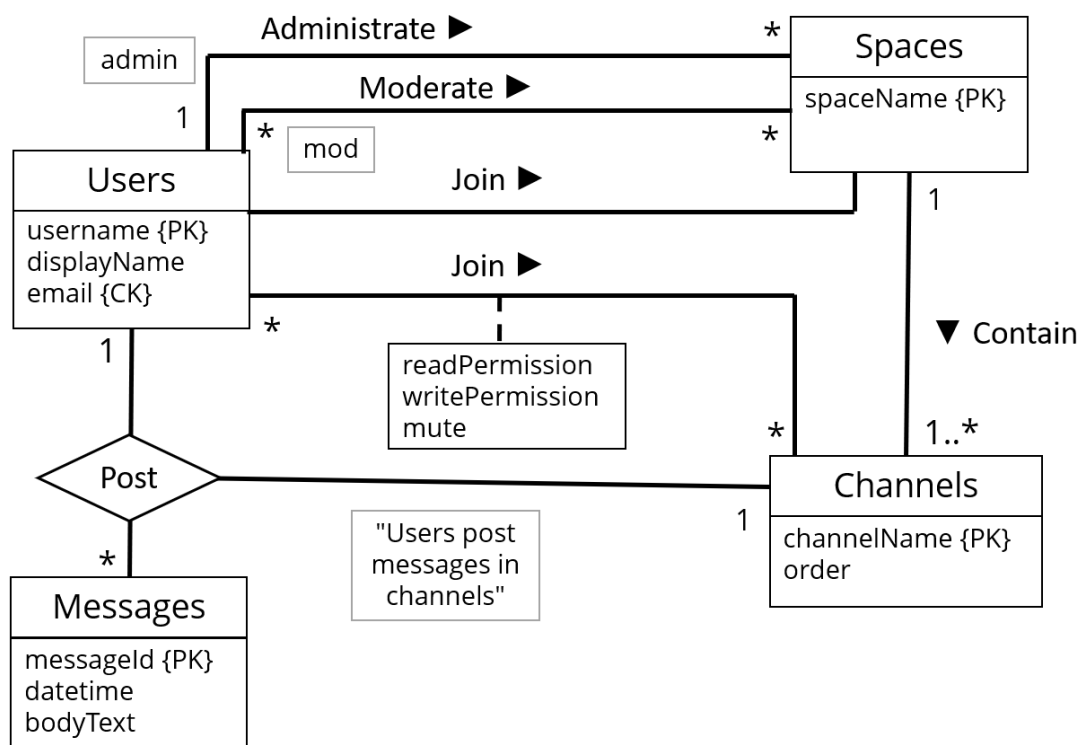 Administrate ▶
*
Spaces
admin
spaceName {PK}
Moderate ▶
1
*
mod
*
Users
Join ▶
1
username {PK}
displayName
email {CK}
Join ▶
*
1
readPermission
writePermission
mute
▼ Contain
*
1..*
Post
Channels
"Users post
messages in
channels"
1
channelName {PK}
order
*
Messages
messageId {PK}
datetime
bodyText